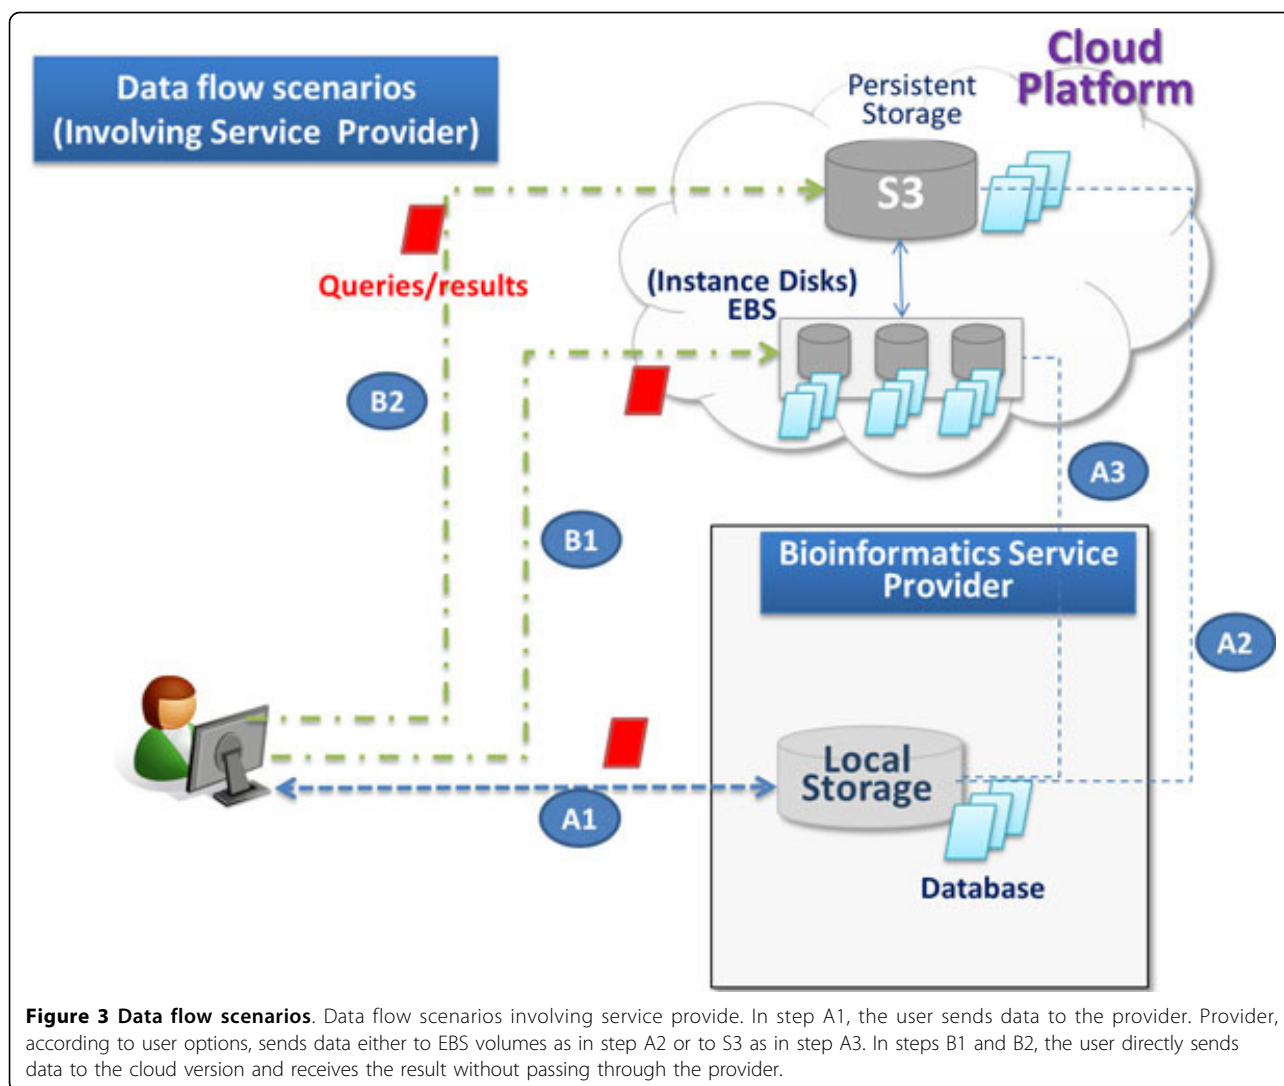 Data flow scenarios
(Involving Service Provider)
Cloud
Platform
Persistent
Storage
S3
Queries/results
(Instance Disks)
EBS
B2
A3
B1
Bioinformatics Service
Provider
A2
Local
Storage
A1
Database
Figure 3 Data flow scenarios. Data flow scenarios involving service provide. In step A1, the user sends data to the provider. Provider,
according to user options, sends data either to EBS volumes as in step A2 or to S3 as in step A3. In steps B1 and B2, the user directly sends
data to the cloud version and receives the result without passing through the provider.